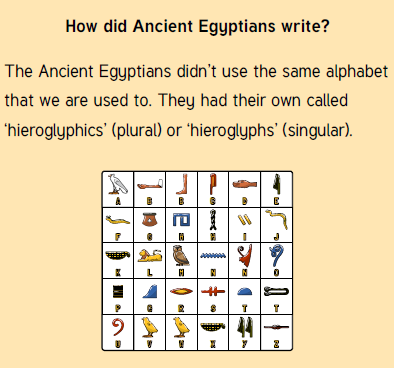 How did Ancient Egyptians write?
The Ancient Egyptians didn't use the same alphabet
that we are used to. They had their own called
'hieroglyphics' (plural) or 'hieroglyphs' (singular).
A B B D E
F G H H I J
K L M N N O
P R S T T
U V W X Y Z